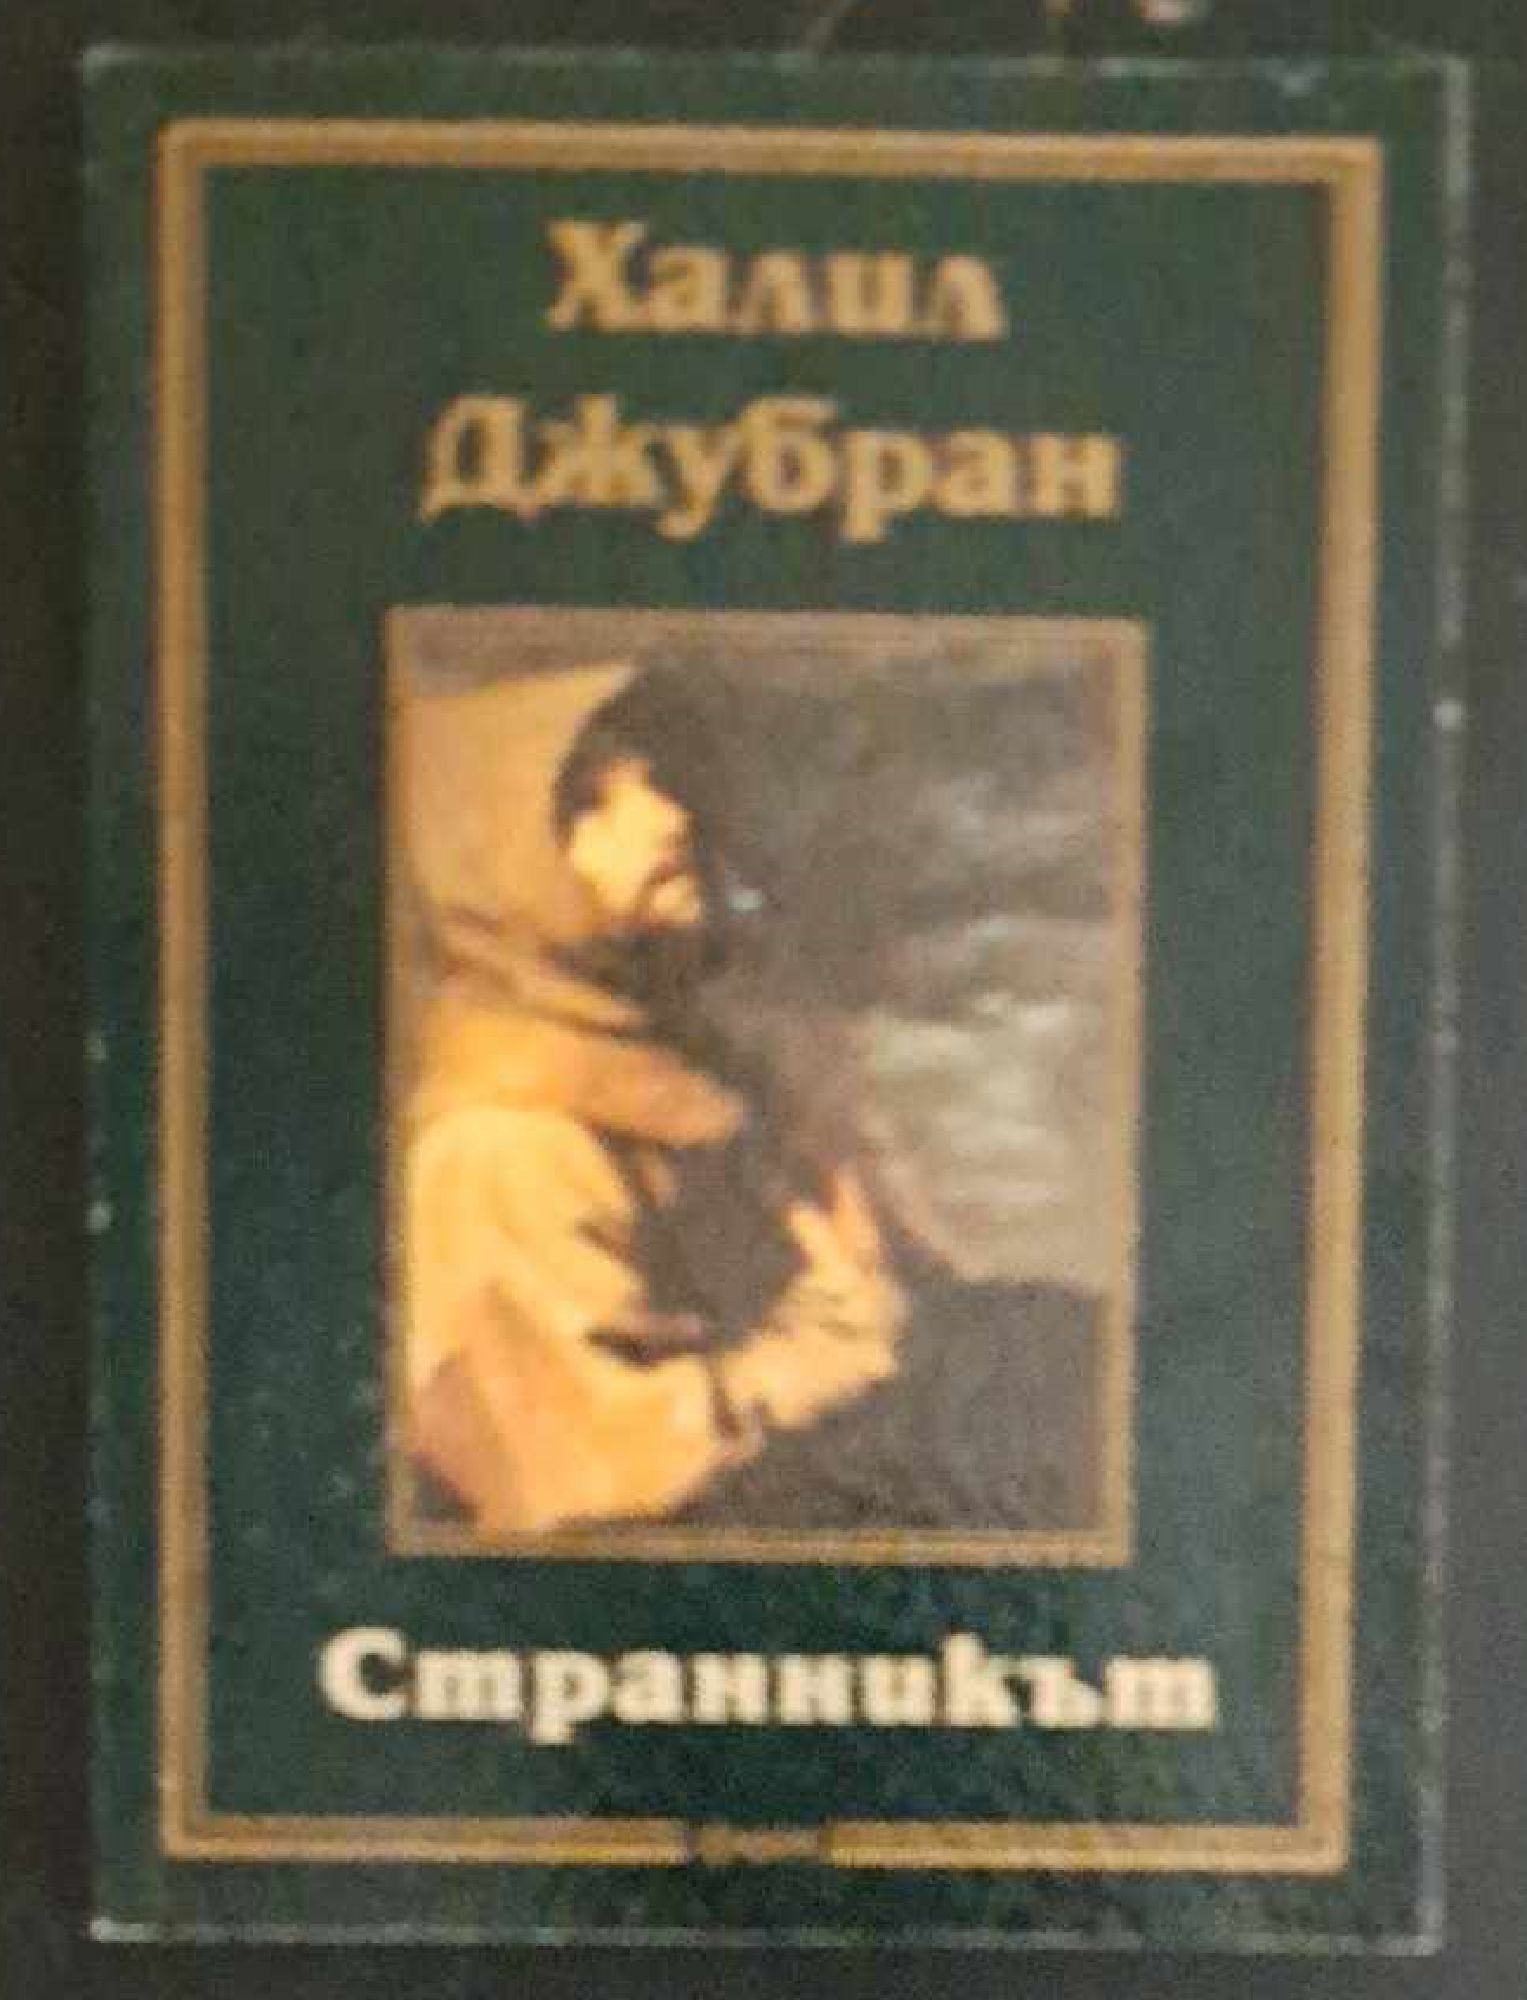 Халил
Джубран
Странникът